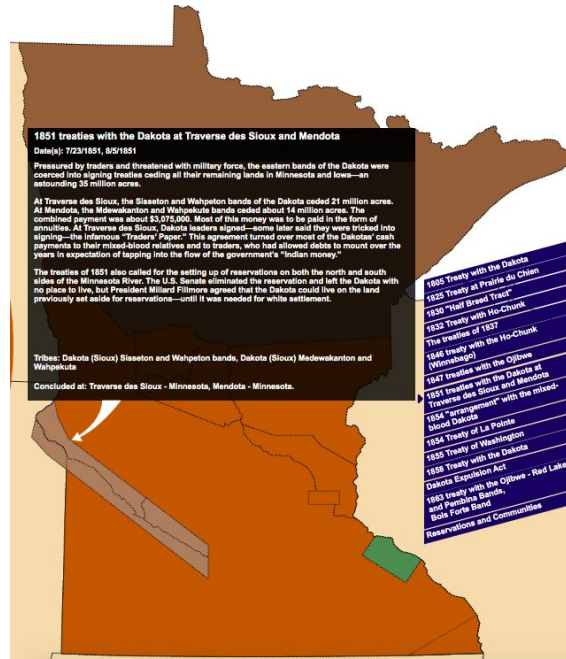 1851 treaties with the Dakota at Traverse des Sioux and Mendota
Date(s): 7/23/1851, 8/5/1851
Pressured by traders and threatened with military force, the eastern bands of the Dakota were
coerced into signing treaties ceding all their remaining lands in Minnesota and Iowa—an
astounding 35 million acres.
At Traverse des Sioux, the Sisseton and Wahpeton bands ceded 21 million acres.
At Mendota, the Mdewakanton and Wahpekute bands ceded about 14 million acres. The
combined payment was about $3,075,000. Most of this money was to be paid in the form of
annuities. At Traverse des Sioux, Dakota leaders signed—some later said they were tricked into
signing—the infamous “Traders’ Paper.” This agreement turned over most of the Dakotas’ cash
payments to their mixed-blood relatives and to traders, who had allowed debts to mount over the
years in expectation of tapping into the flow of the government’s “Indian money.”
The treaties of 1851 also called for the setting up of reservations on both the north and south
sides of the Minnesota River. The U.S. Senate eliminated the reservation and left the Dakota with
no place to live, but President Millard Fillmore agreed that the Dakota could live on the land
previously set aside for reservations—until it was needed for white settlement.
Tribes: Dakota (Sioux) Sisseton and Wahpeton bands, Dakota (Sioux) Medewakanton and
Wahpekuta
Concluded at: Traverse des Sioux - Minnesota, Mendota - Minnesota.
1805 Treaty with the Dakota
1825 Treaty at Prairie du Chien
1830 "Half Breed Tract"
1832 Treaty with Ho-Chunk
The treaties of 1837
1846 treaty with the Ho-Chunk
(Winnebago)
1847 treaties with the Ojibwe
1851 treaties with the Dakota at
Traverse des Sioux and Mendota
1854 "arrangement" with the mixed-
blood Dakota
1854 Treaty of La Pointe
1855 Treaty of Washington
1858 Treaty with the Dakota
Dakota Expulsion Act
1863 treaty with the Ojibwe - Red Lake
and Pembina Bands,
Bois Forte Band
Reservations and Communities